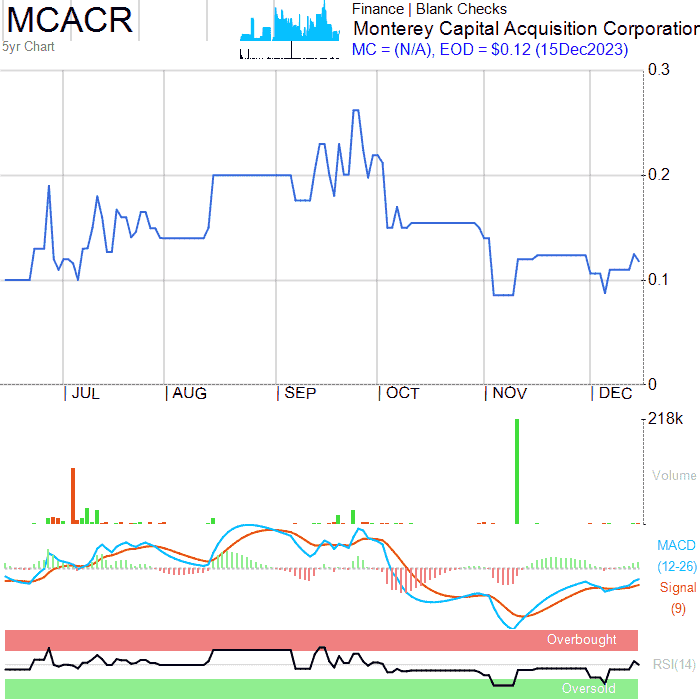 MCACR
5yr Chart
Finance | Blank Checks
Monterey Capital Acquisition Corporation
MC = (N/A), EOD = $0.12 (15Dec2023)
0.3
0.2
0.1
0
JUL
AUG
SEP
OCT
NOV
DEC
218k
Volume
MACD
(12-26)
Signal
(9)
Overbought
RSI(14)
Oversold